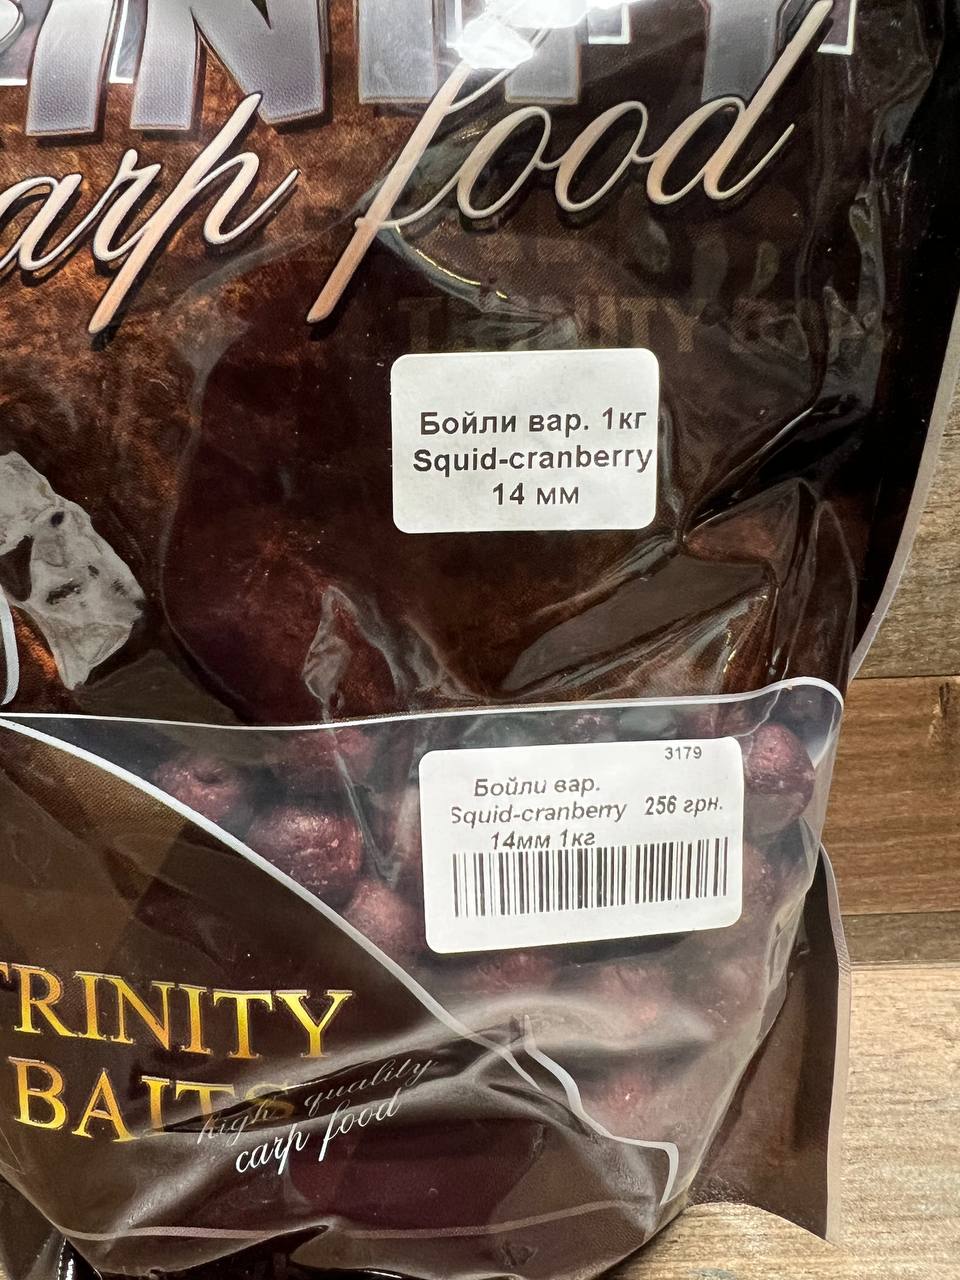 carp food
Бойли вар. 1кг
Squid-cranberry
14 мм
3179
Бойли вар.
Squid-cranberry 256 грн.
14мм 1кг
TRINITY
BAITS
high quality
carp food